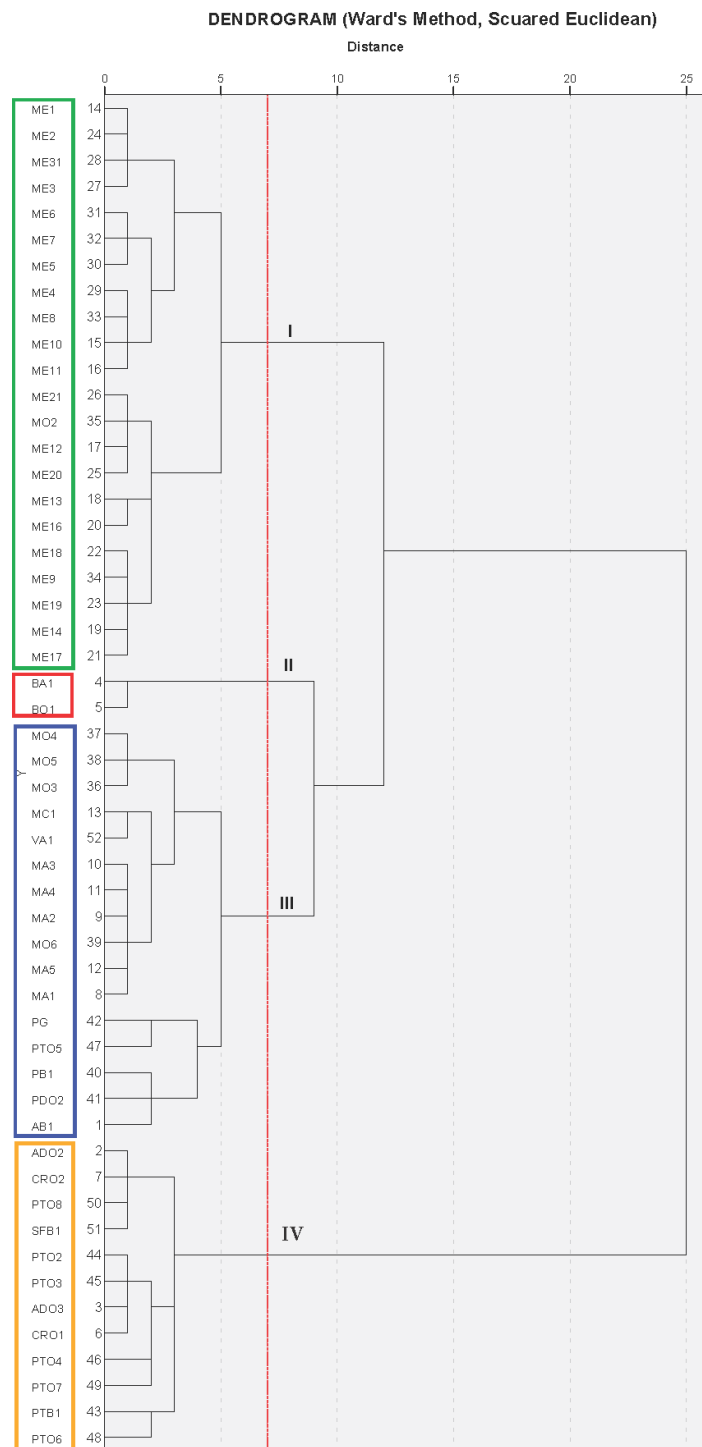 DENDROGRAM (Ward's Method, Scuared Euclidean)
Distance
0 5 10 15 20 25
ME1 14
ME2 24
ME31 28
ME3 27
ME6 31
ME7 32
ME5 30
ME4 29
ME8 33
I
ME10 15
ME11 16
ME21 26
MO2 35
ME12 17
ME20 25
ME13 18
ME16 20
ME18 22
ME9 34
ME19 23
ME14 19
ME17 21
II
BA1 4
BO1 5
MO4 37
MO5 38
Y
MO3 36
MC1 13
VA1 52
MA3 10
MA4 11
III
MA2 9
MO6 39
MA5 12
MA1 8
PG 42
PTO5 47
PB1 40
PDO2 41
AB1 1
ADO2 2
CRO2 7
PTO8 50
SFB1 51
IV
PTO2 44
PTO3 45
ADO3 3
CRO1 6
PTO4 46
PTO7 49
PTB1 43
PTO6 48